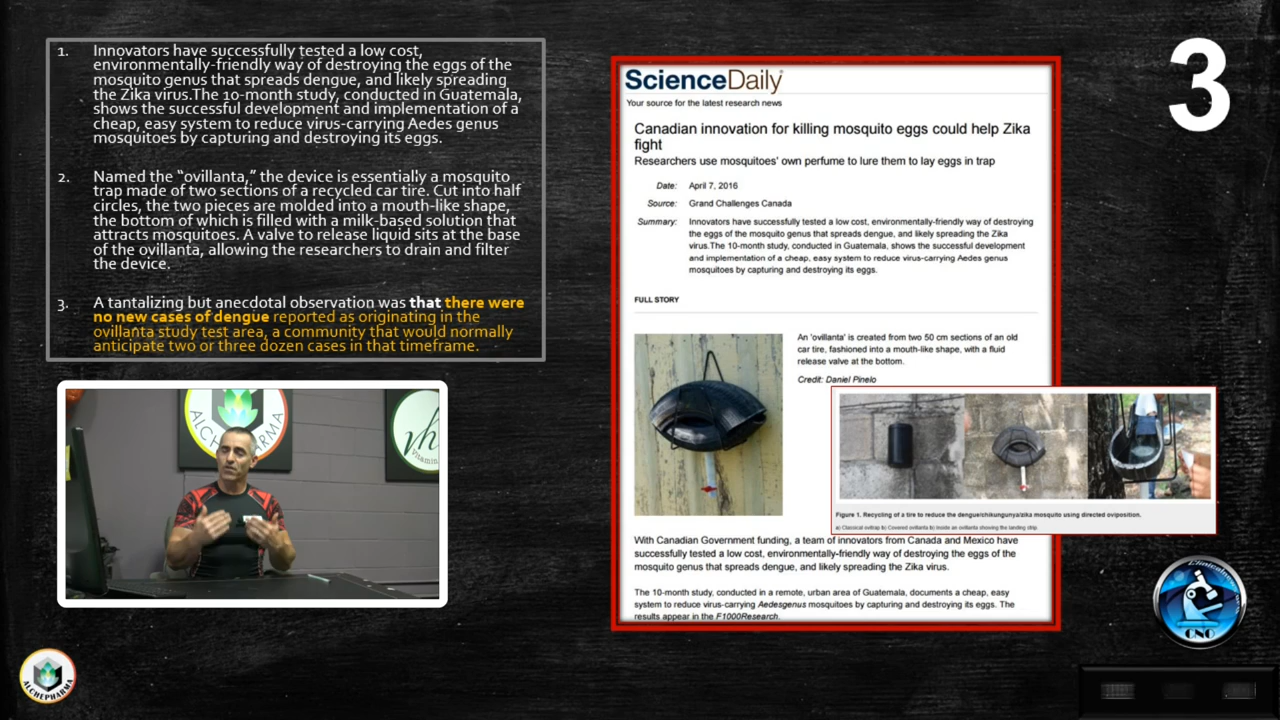 1. Innovators have successfully tested a low cost,
environmentally-friendly way of destroying the eggs of the
mosquito genus that spreads dengue, and likely spreading
the Zika virus.The 10-month study, conducted in Guatemala,
shows the successful development and implementation of a
cheap, easy system to reduce virus-carrying Aedes genus
mosquitoes by capturing and destroying its eggs.
2. Named the “ovillanta,” the device is essentially a mosquito
trap made of two sections of a recycled car tire. Cut into half
circles, the two pieces are molded into a mouth-like shape,
the bottom of which is filled with a milk-based solution that
attracts mosquitoes. A valve to release liquid sits at the base
of the ovillanta, allowing the researchers to drain and filter
the device.
3. A tantalizing but anecdotal observation was that there were
no new cases of dengue reported as originating in the
ovillanta study test area, a community that would normally
anticipate two or three dozen cases in that timeframe.
ALCHEPHARMA
vh
Vitamin
ALCHEPHARMA
ScienceDaily
Your source for the latest research news
Canadian innovation for killing mosquito eggs could help Zika
fight
Researchers use mosquitoes' own perfume to lure them to lay eggs in trap
Date: April 7, 2016
Source: Grand Challenges Canada
Summary: Innovators have successfully tested a low cost, environmentally-friendly way of destroying
the eggs of the mosquito genus that spreads dengue, and likely spreading the Zika
virus.The 10-month study, conducted in Guatemala, shows the successful development
and implementation of a cheap, easy system to reduce virus-carrying Aedes genus
mosquitoes by capturing and destroying its eggs.
FULL STORY
An 'ovillanta' is created from two 50 cm sections of an old
car tire, fashioned into a mouth-like shape, with a fluid
release valve at the bottom.
Credit: Daniel Pinelo
Figure 1. Recycling of a tire to reduce the dengue/chikungunya/zika mosquito using directed oviposition.
a) Classical ovitrap b) Covered ovillanta b) Inside an ovillanta showing the landing strip.
With Canadian Government funding, a team of innovators from Canada and Mexico have
successfully tested a low cost, environmentally-friendly way of destroying the eggs of the
mosquito genus that spreads dengue, and likely spreading the Zika virus.
The 10-month study, conducted in a remote, urban area of Guatemala, documents a cheap, easy
system to reduce virus-carrying Aedesgenus mosquitoes by capturing and destroying its eggs. The
results appear in the F1000Research.
3
CNO